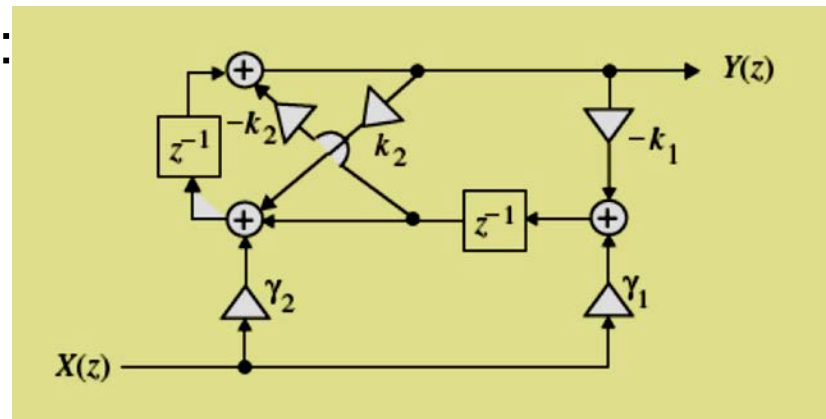 Y(z)
z⁻¹
-k₂
k₂
-k₁
z⁻¹
γ₂
γ₁
X(z)